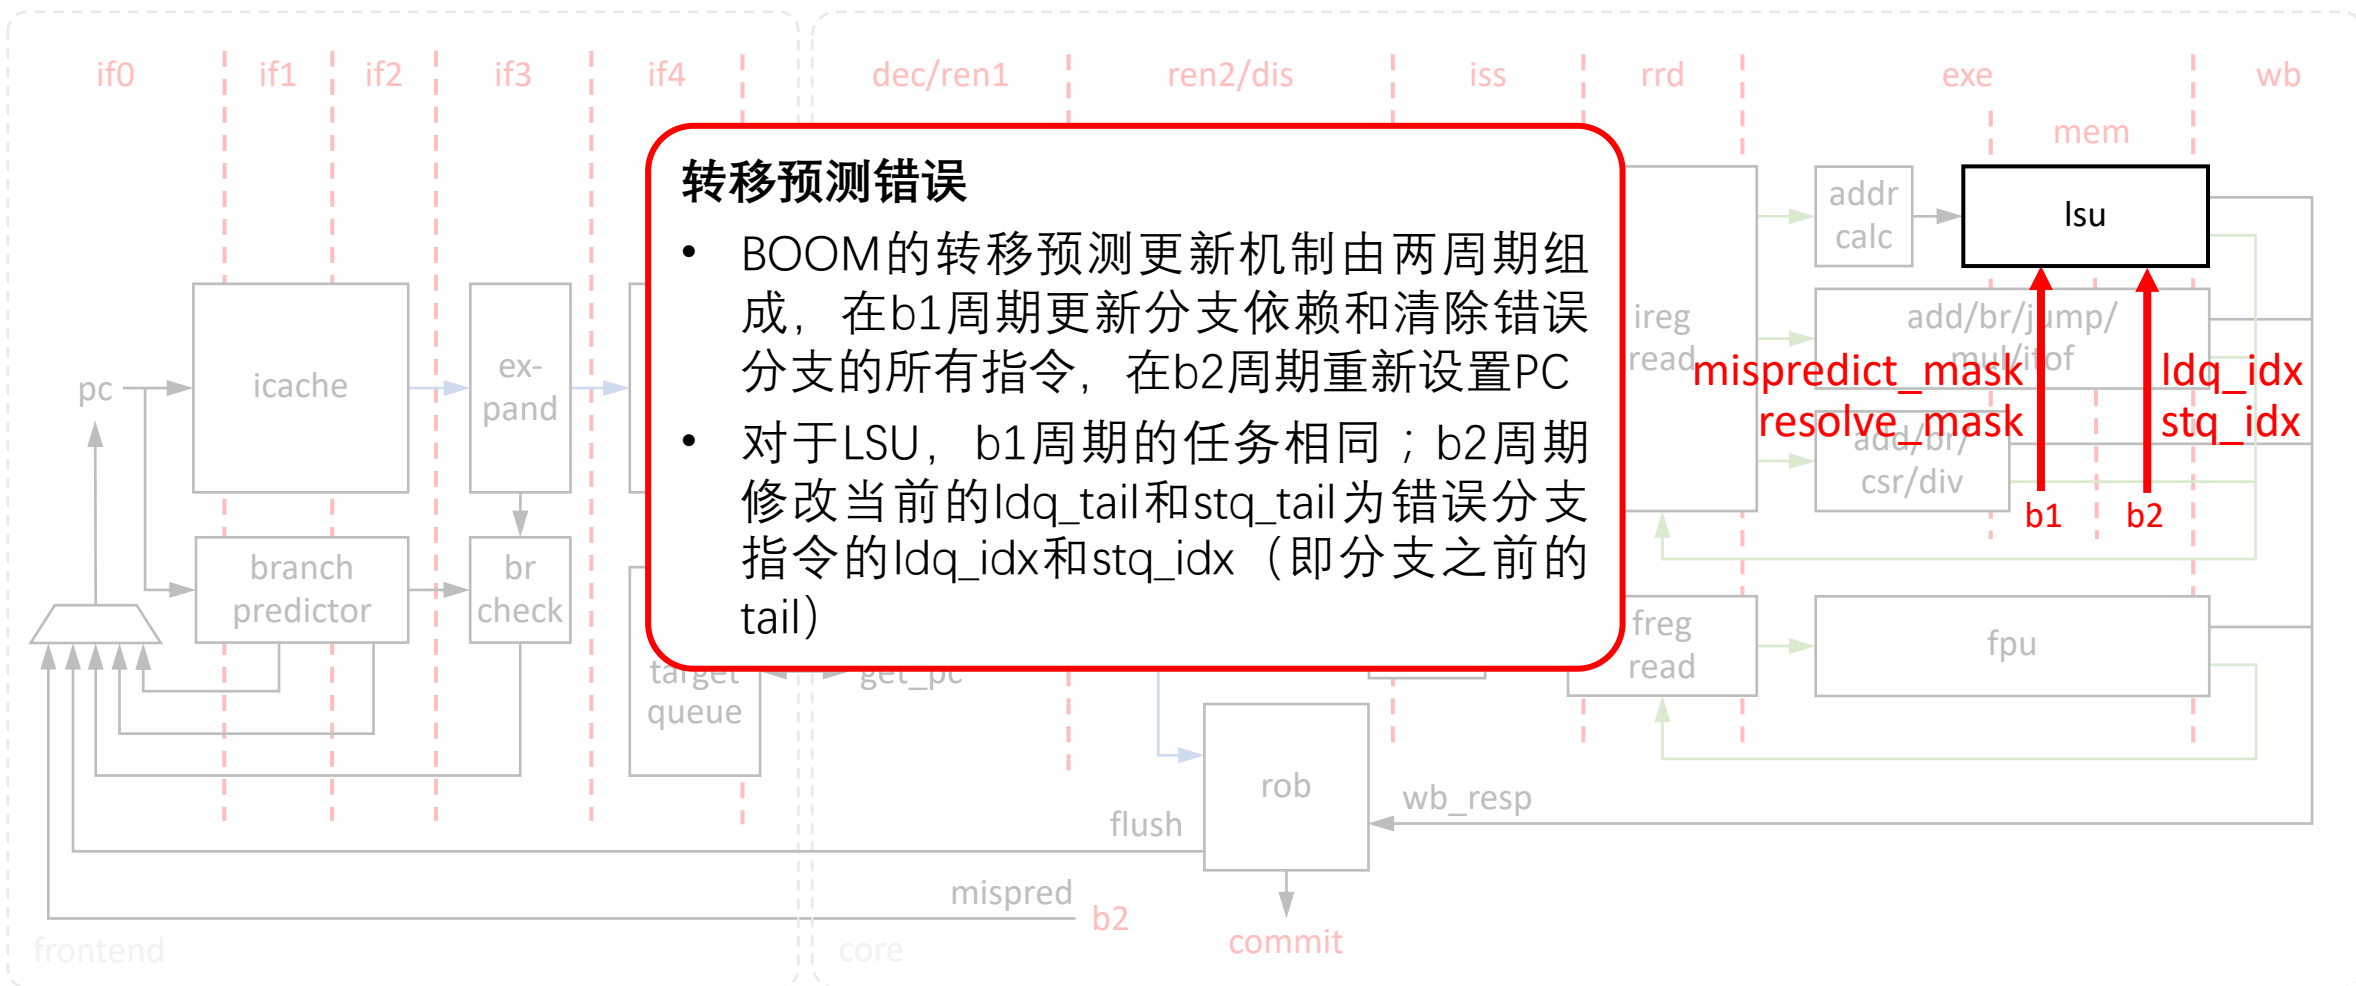 if0
if1
if2
if3
if4
dec/ren1
ren2/dis
iss
rrd
exe
wb
mem
转移预测错误
• BOOM的转移预测更新机制由两周期组
成，在b1周期更新分支依赖和清除错误
分支的所有指令，在b2周期重新设置PC
• 对于LSU，b1周期的任务相同；b2周期
修改当前的ldq_tail和stq_tail为错误分支
指令的ldq_idx和stq_idx（即分支之前的
tail）
addr
calc
lsu
ireg
read
add/br/jump/
mul/itof
mispredict_mask
resolve_mask
ldq_idx
stq_idx
add/br/
csr/div
b1
b2
pc
icache
ex-
pand
branch
predictor
br
check
target
queue
get_pc
freg
read
fpu
rob
wb_resp
flush
mispred
b2
commit
frontend
core